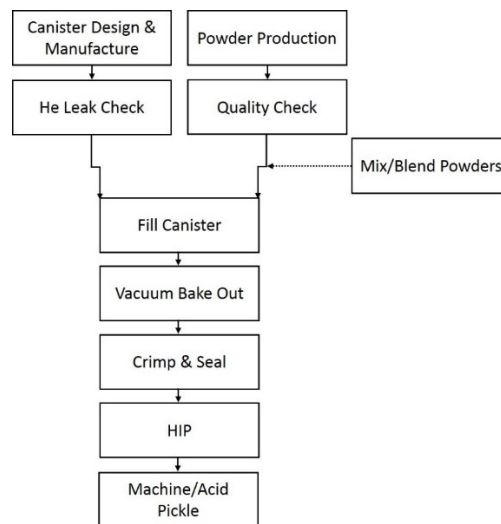 Canister Design &
Manufacture
Powder Production
He Leak Check
Quality Check
Mix/Blend Powders
Fill Canister
Vacuum Bake Out
Crimp & Seal
HIP
Machine/Acid
Pickle